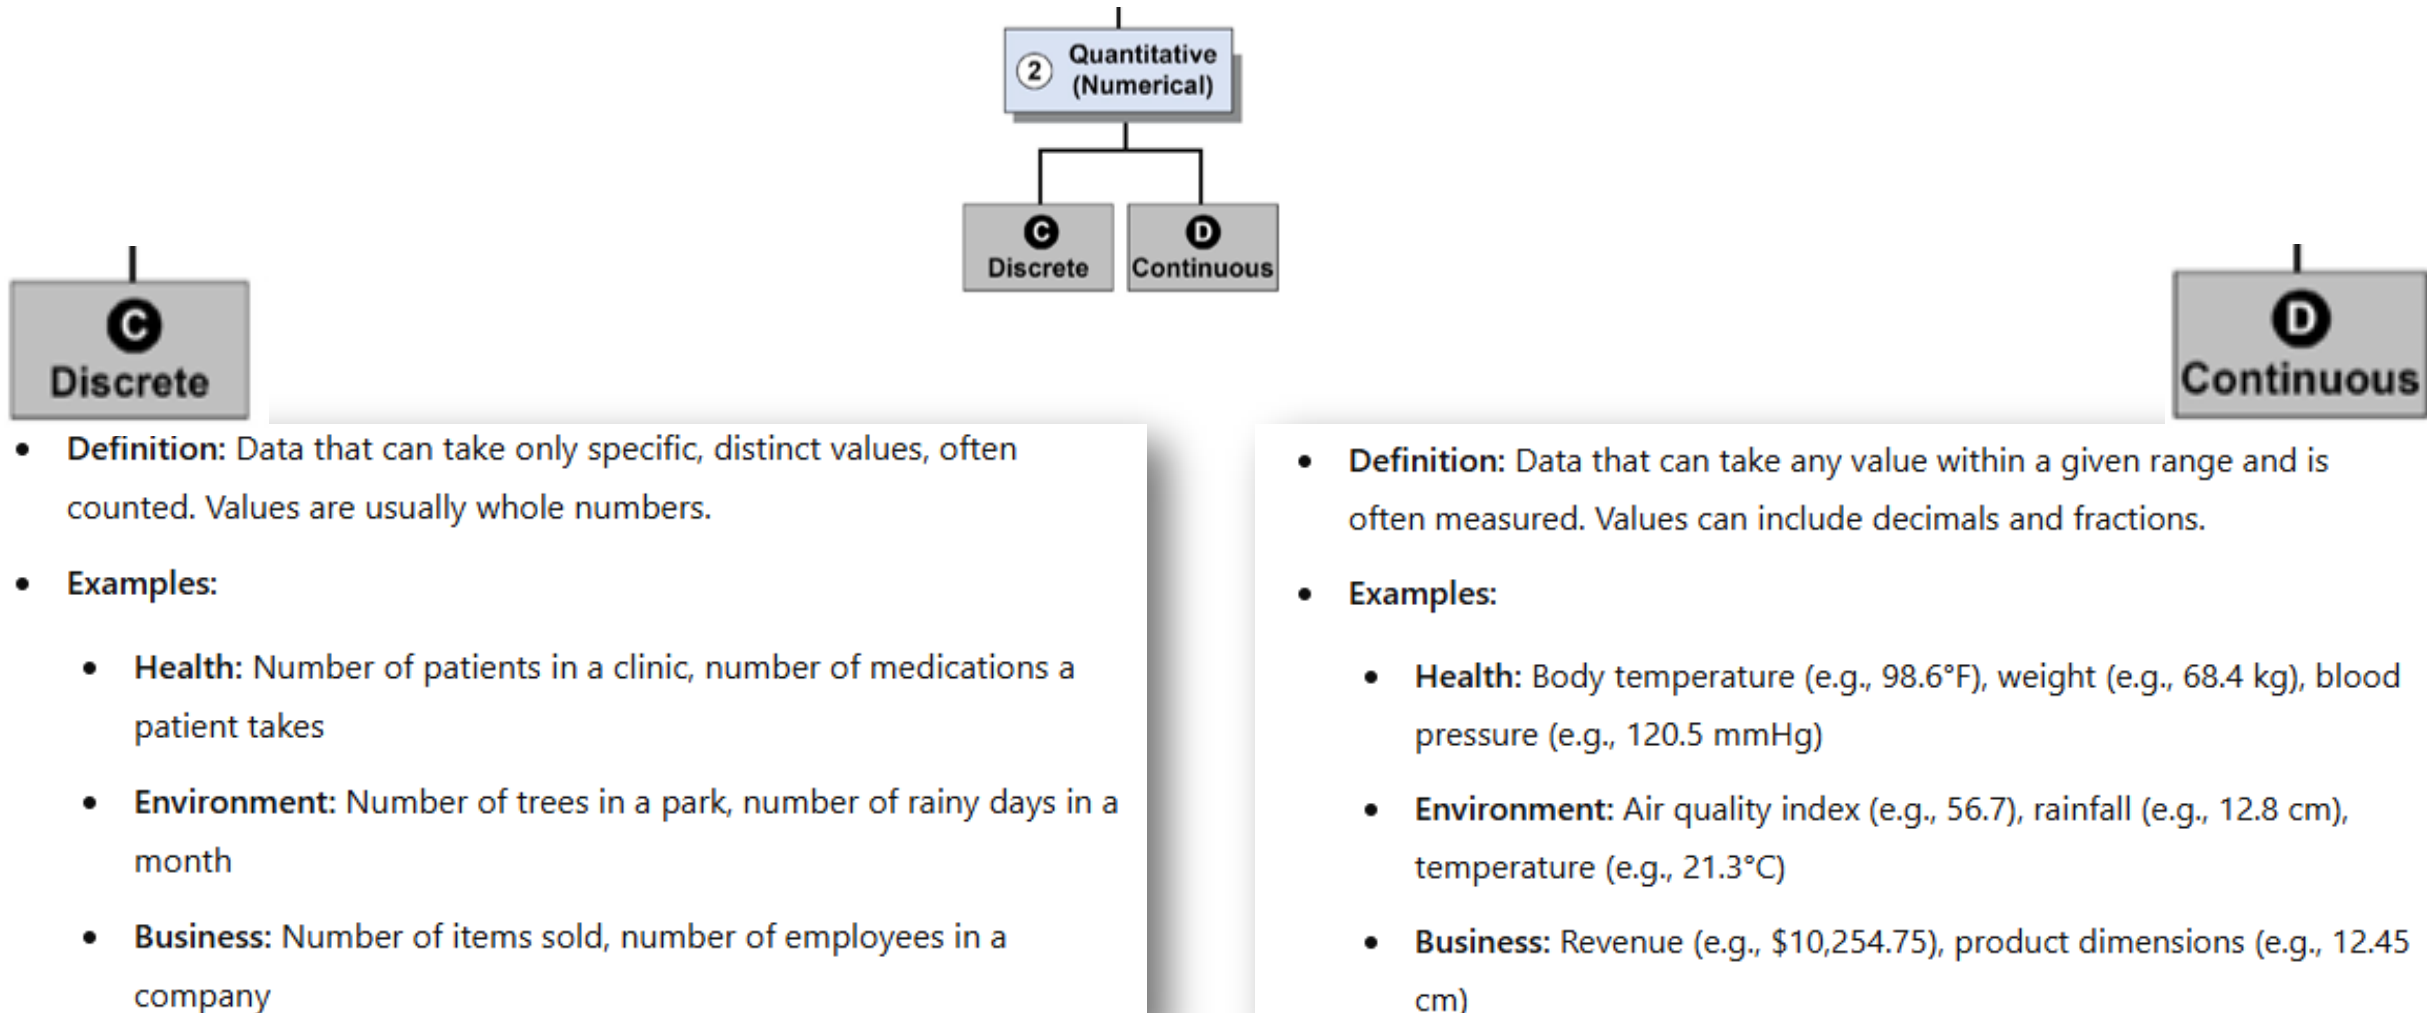 2 Quantitative
(Numerical)
C
Discrete
D
Continuous
C
Discrete
• Definition: Data that can take only specific, distinct values, often
counted. Values are usually whole numbers.
• Examples:
• Health: Number of patients in a clinic, number of medications a
patient takes
• Environment: Number of trees in a park, number of rainy days in a
month
• Business: Number of items sold, number of employees in a
company
D
Continuous
• Definition: Data that can take any value within a given range and is
often measured. Values can include decimals and fractions.
• Examples:
• Health: Body temperature (e.g., 98.6°F), weight (e.g., 68.4 kg), blood
pressure (e.g., 120.5 mmHg)
• Environment: Air quality index (e.g., 56.7), rainfall (e.g., 12.8 cm),
temperature (e.g., 21.3°C)
• Business: Revenue (e.g., $10,254.75), product dimensions (e.g., 12.45
cm)